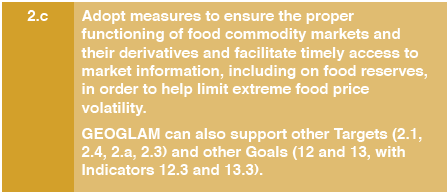 2.c
Adopt measures to ensure the proper
functioning of food commodity markets and
their derivatives and facilitate timely access to
market information, including on food reserves,
in order to help limit extreme food price
volatility.
GEOGLAM can also support other Targets (2.1,
2.4, 2.a, 2.3) and other Goals (12 and 13, with
Indicators 12.3 and 13.3).